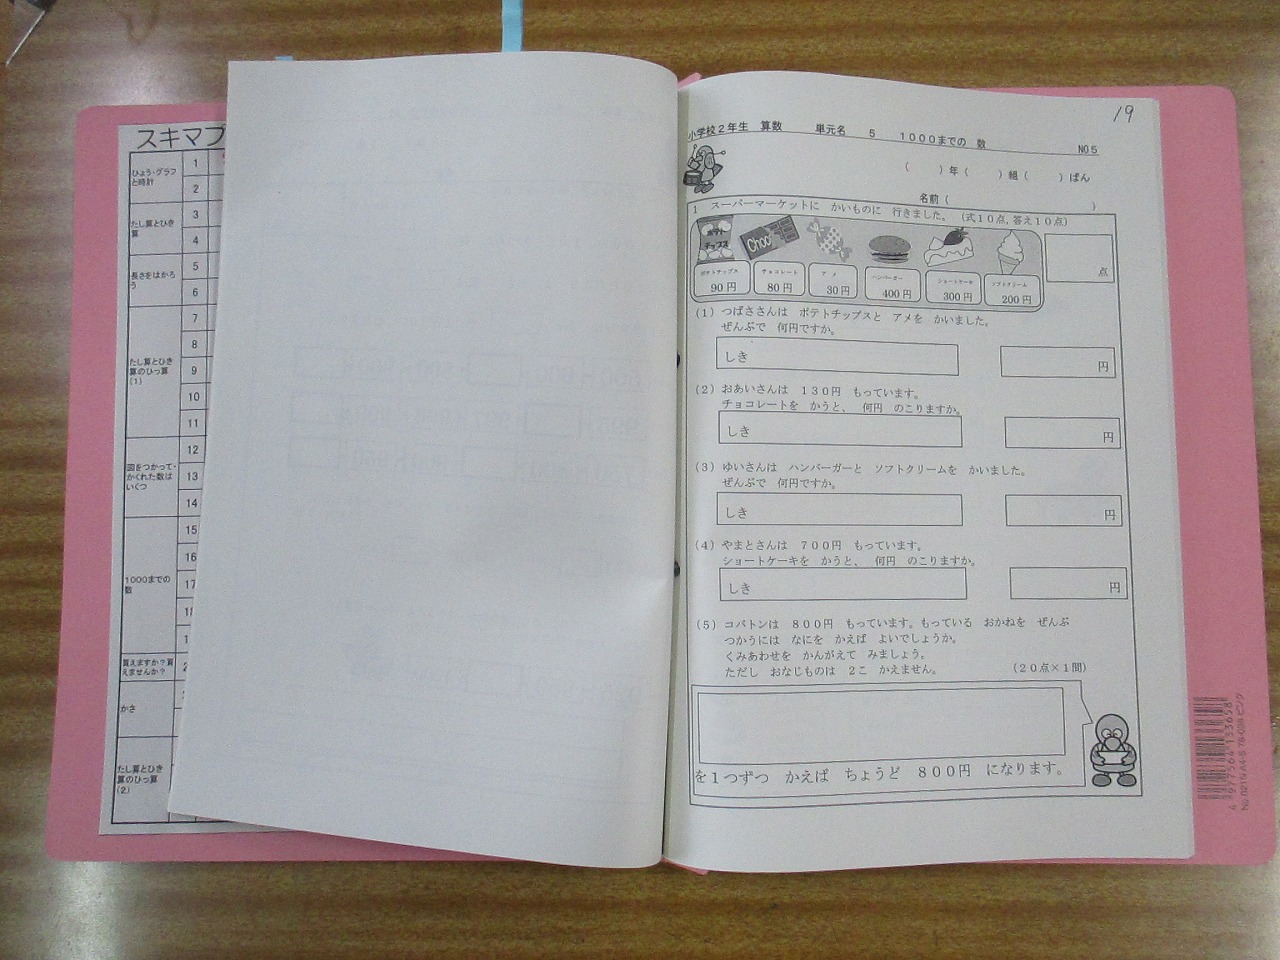 スキマプ
ひょう・グラフ
と時計
1
2
たし算とひき
算
3
4
長さをはかろ
う
5
6
たし算とひき
算のひっ算
(1)
7
8
9
10
11
図をつかって・
かくれた数は
いくつ
12
13
14
1000までの
数
15
16
17
買えますか?買
えませんか?
かさ
たし算とひき
算のひっ算
(2)
19
小学校2年生 算数 単元名 5 1000までの 数 NO5
( )年( )組( )ばん
名前( )
1 スーパーマーケットに かいものに 行きました。 (式10点,答え10点)
ポテト
チップス
Choco
ポテトチップス
90円
チョコレート
80円
アメ
30円
ハンバーガー
400円
ショートケーキ
300円
ソフトクリーム
200円
点
(1) つばささんは ポテトチップスと アメを かいました。
ぜんぶで 何円ですか。
しき
円
(2) おあいさんは 130円 もっています。
チョコレートを かうと、 何円 のこりますか。
しき
円
(3) ゆいさんは ハンバーガーと ソフトクリームを かいました。
ぜんぶで 何円ですか。
しき
円
(4) やまとさんは 700円 もっています。
ショートケーキを かうと、 何円 のこりますか。
しき
円
(5) コバトンは 800円 もっています。もっている おかねを ぜんぶ
つかうには なにを かえば よいでしょうか。
くみあわせを かんがえて みましょう。
ただし おなじものは 2こ かえません。 (20点×1問)
を1つずつ かえば ちょうど 800円 になります。
4 977564 133658